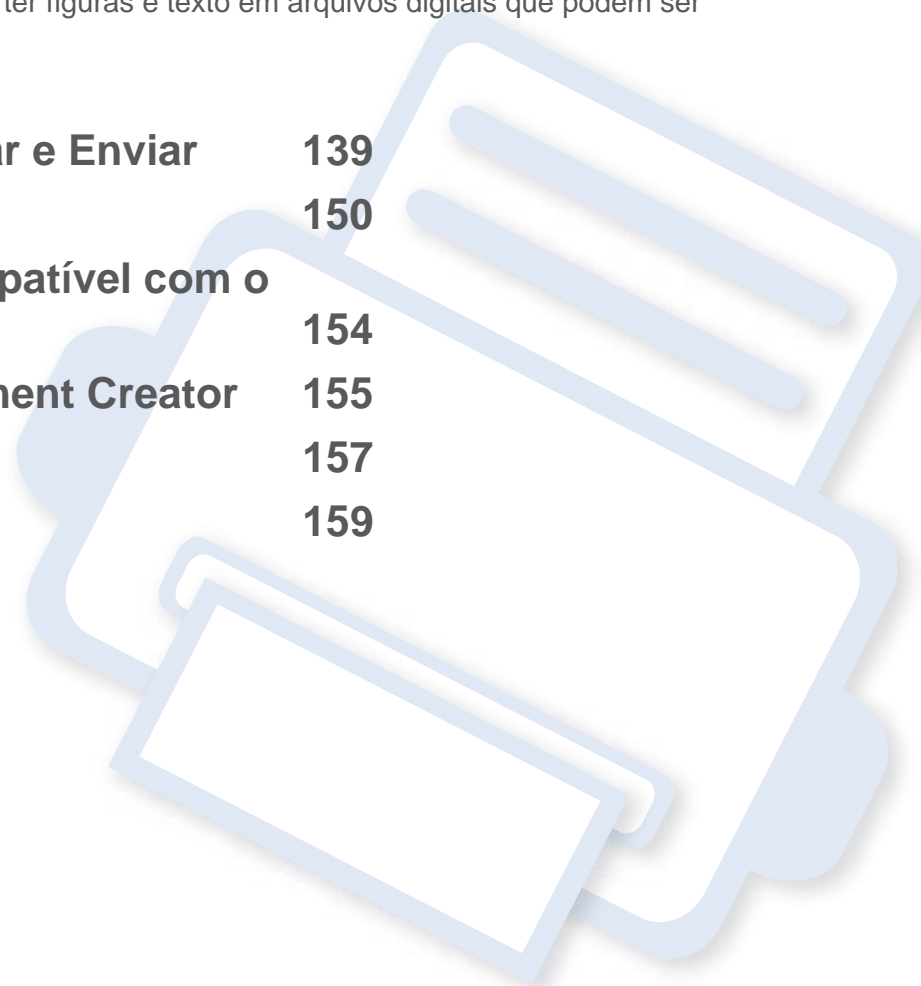 ter figuras e texto em arquivos digitais que podem ser
ar e Enviar 139
150
patível com o
154
ment Creator 155
157
159